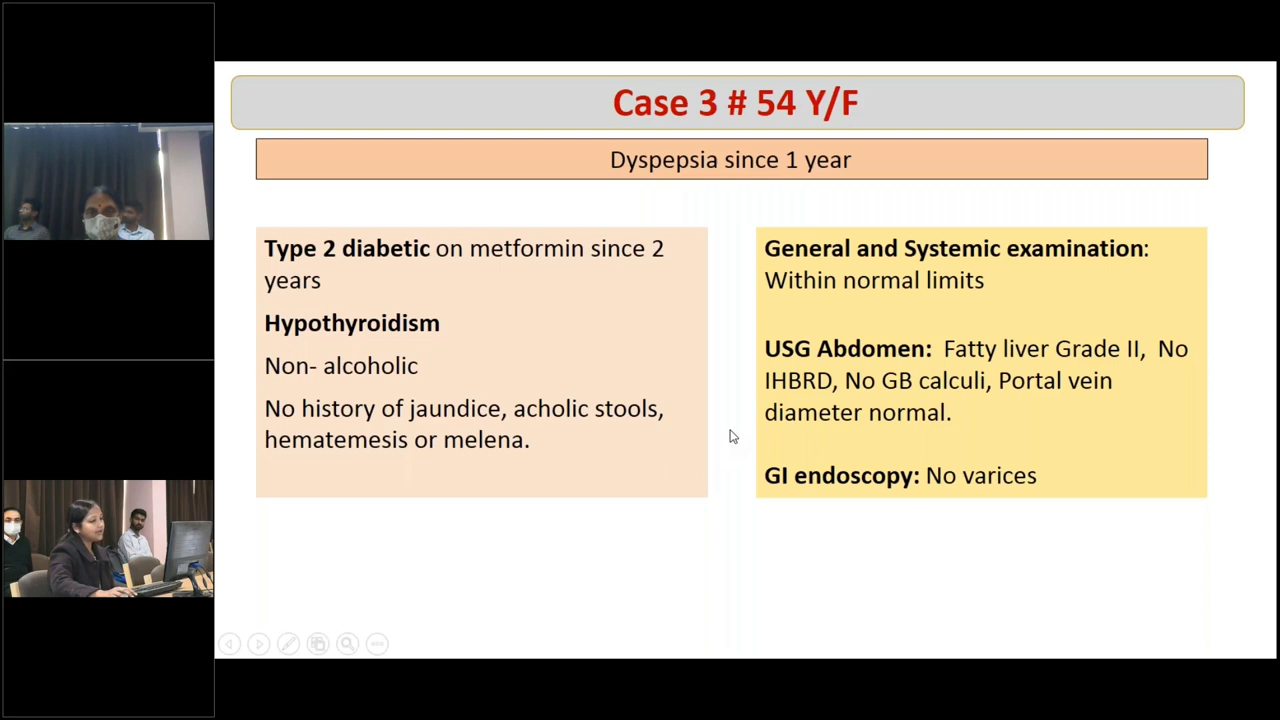 Case 3 # 54 Y/F
Dyspepsia since 1 year
Type 2 diabetic on metformin since 2
years
Hypothyroidism
Non- alcoholic
No history of jaundice, acholic stools,
hematemesis or melena.
General and Systemic examination:
Within normal limits
USG Abdomen: Fatty liver Grade II, No
IHBRD, No GB calculi, Portal vein
diameter normal.
GI endoscopy: No varices